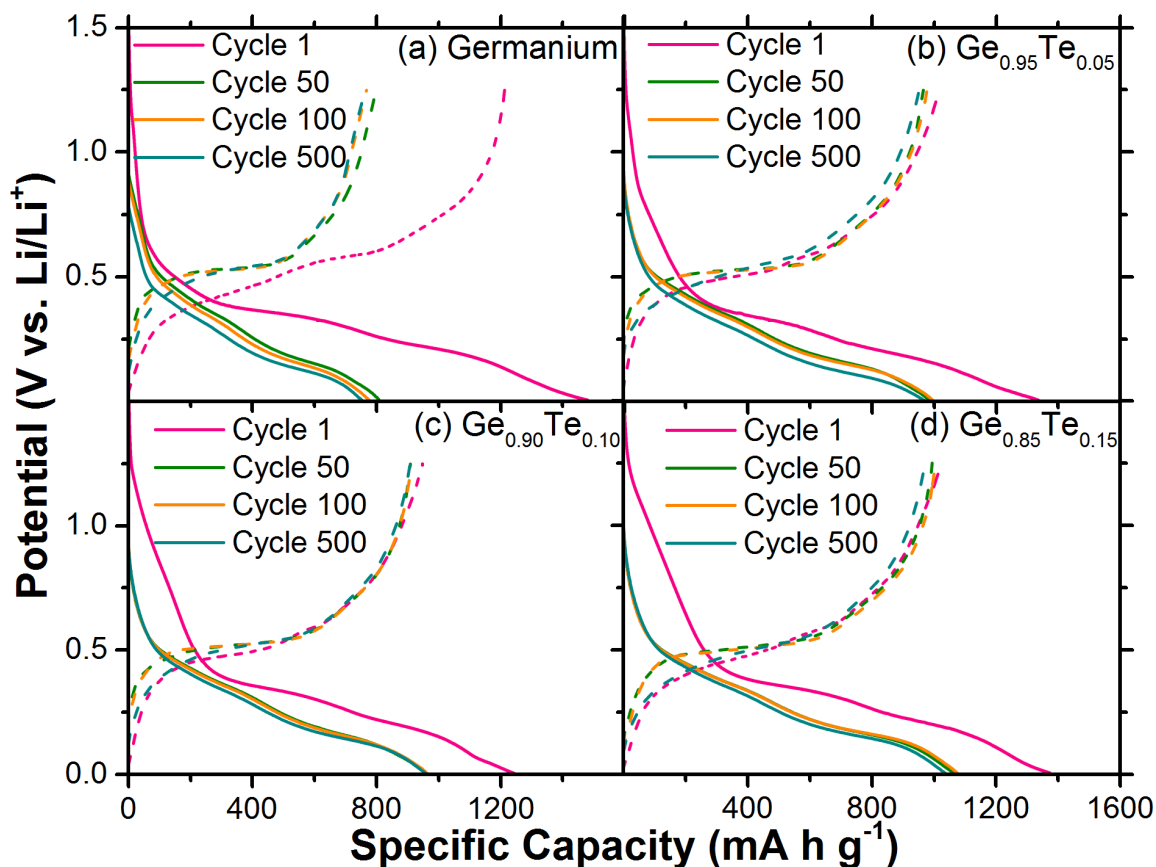 Potential (V vs. Li/Li⁺)
1.5
1.0
0.5
Cycle 1
Cycle 50
Cycle 100
Cycle 500
(a) Germanium
Cycle 1
Cycle 50
Cycle 100
Cycle 500
(b) Ge₀.₉₅Te₀.₀₅
1.0
0.5
0.0
Cycle 1
Cycle 50
Cycle 100
Cycle 500
(c) Ge₀.₉₀Te₀.₁₀
Cycle 1
Cycle 50
Cycle 100
Cycle 500
(d) Ge₀.₈₅Te₀.₁₅
0 400 800 1200 400 800 1200 1600
Specific Capacity (mA h g⁻¹)